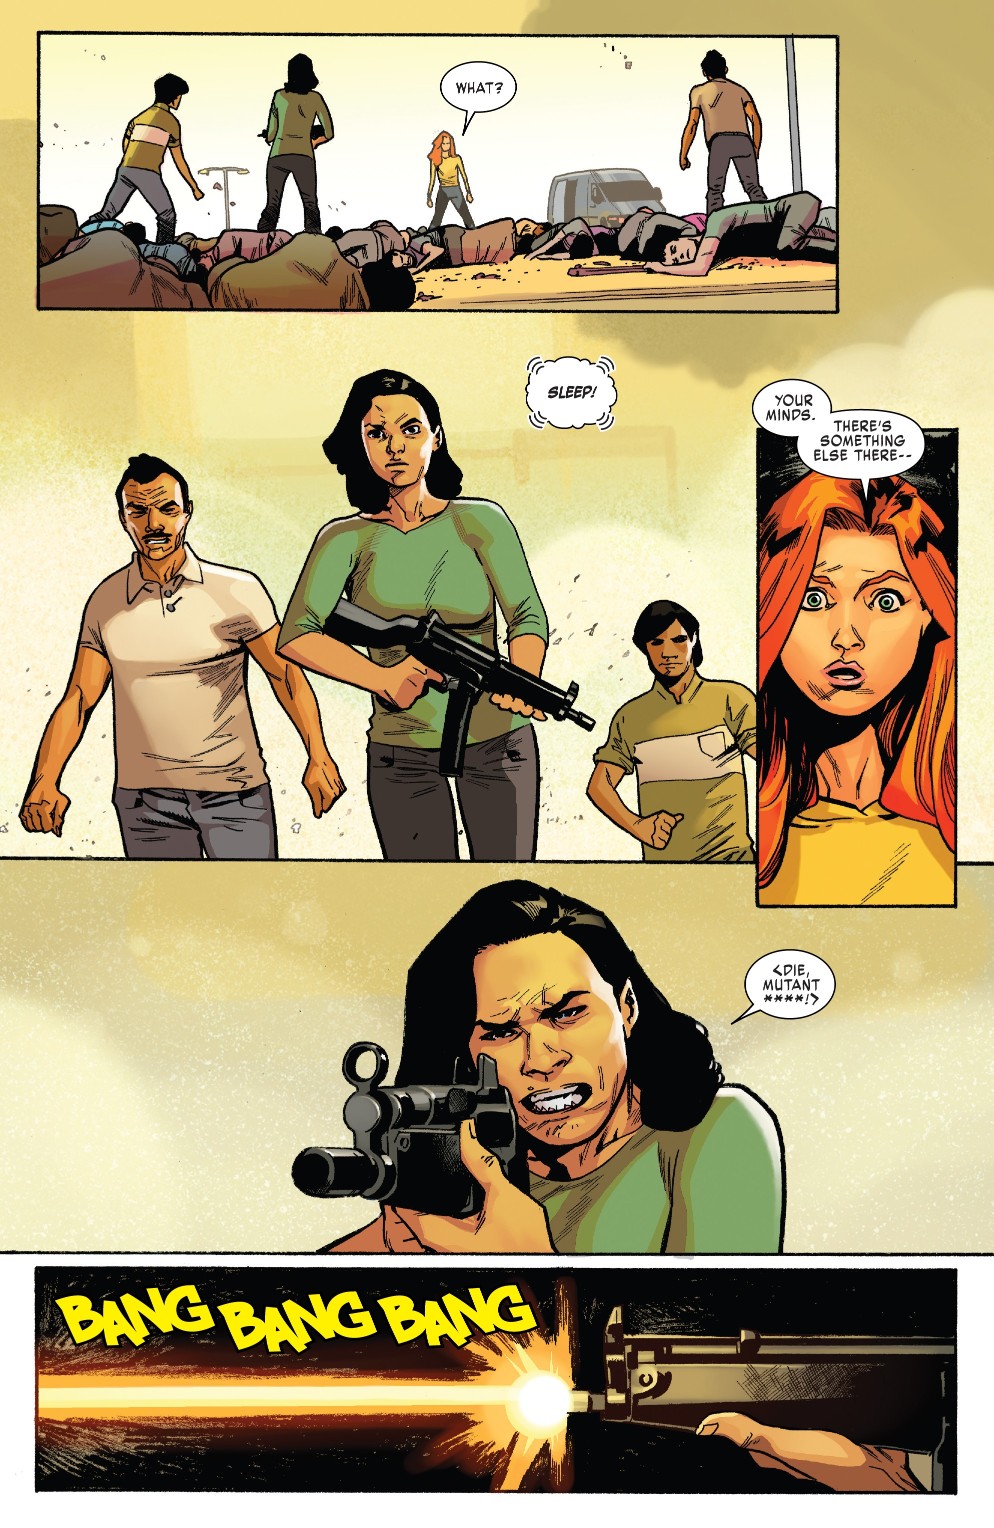 WHAT?
SLEEP!
YOUR
MINDS.
THERE'S
SOMETHING
ELSE THERE--
<DIE,
MUTANT
****!>
BANG BANG BANG